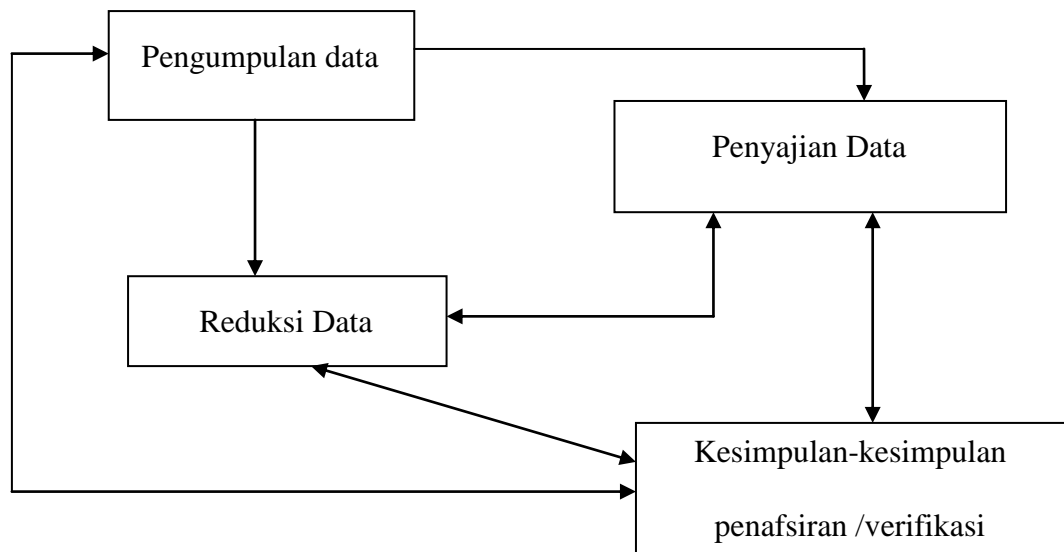 Pengumpulan data
Penyajian Data
Reduksi Data
Kesimpulan-kesimpulan
penafsiran /verifikasi